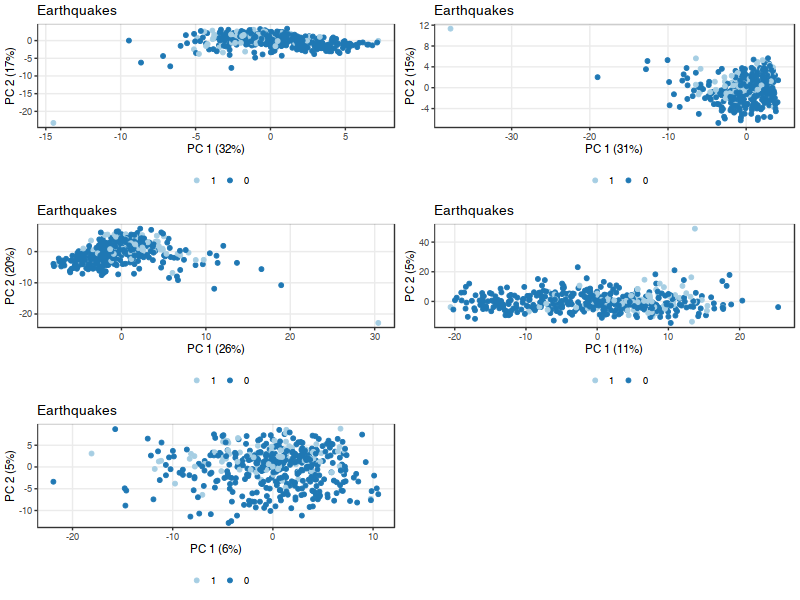 Earthquakes
PC 2 (17%)
0
-5
-10
-15
-20
-15 -10 -5 0 5
PC 1 (32%)
1 0
Earthquakes
PC 2 (15%)
12
8
4
0
-4
-30 -20 -10 0
PC 1 (31%)
1 0
Earthquakes
PC 2 (20%)
0
-10
-20
0 10 20 30
PC 1 (26%)
1 0
Earthquakes
PC 2 (5%)
40
20
0
-20 -10 0 10 20
PC 1 (11%)
1 0
Earthquakes
PC 2 (5%)
5
0
-5
-10
-20 -10 0 10
PC 1 (6%)
1 0